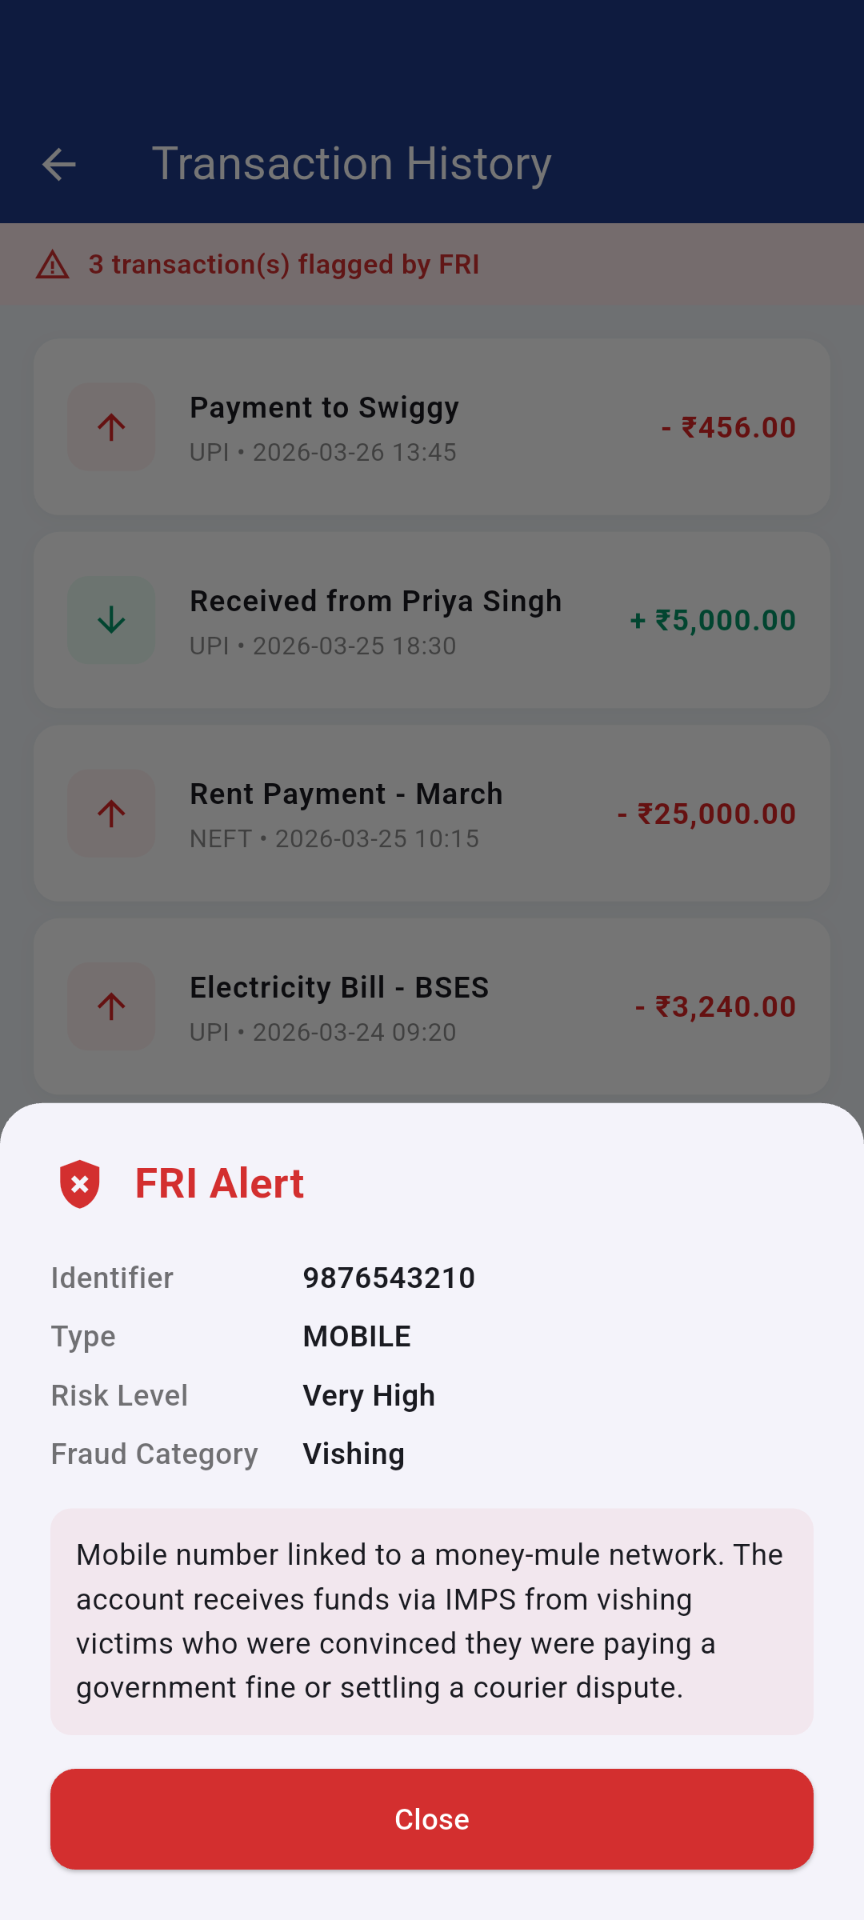 Transaction History
3 transaction(s) flagged by FRI
Payment to Swiggy
UPI • 2026-03-26 13:45
- ₹456.00
Received from Priya Singh
UPI • 2026-03-25 18:30
+ ₹5,000.00
Rent Payment - March
NEFT • 2026-03-25 10:15
- ₹25,000.00
Electricity Bill - BSES
UPI • 2026-03-24 09:20
- ₹3,240.00
FRI Alert
Identifier 9876543210
Type MOBILE
Risk Level Very High
Fraud Category Vishing
Mobile number linked to a money-mule network. The
account receives funds via IMPS from vishing
victims who were convinced they were paying a
government fine or settling a courier dispute.
Close